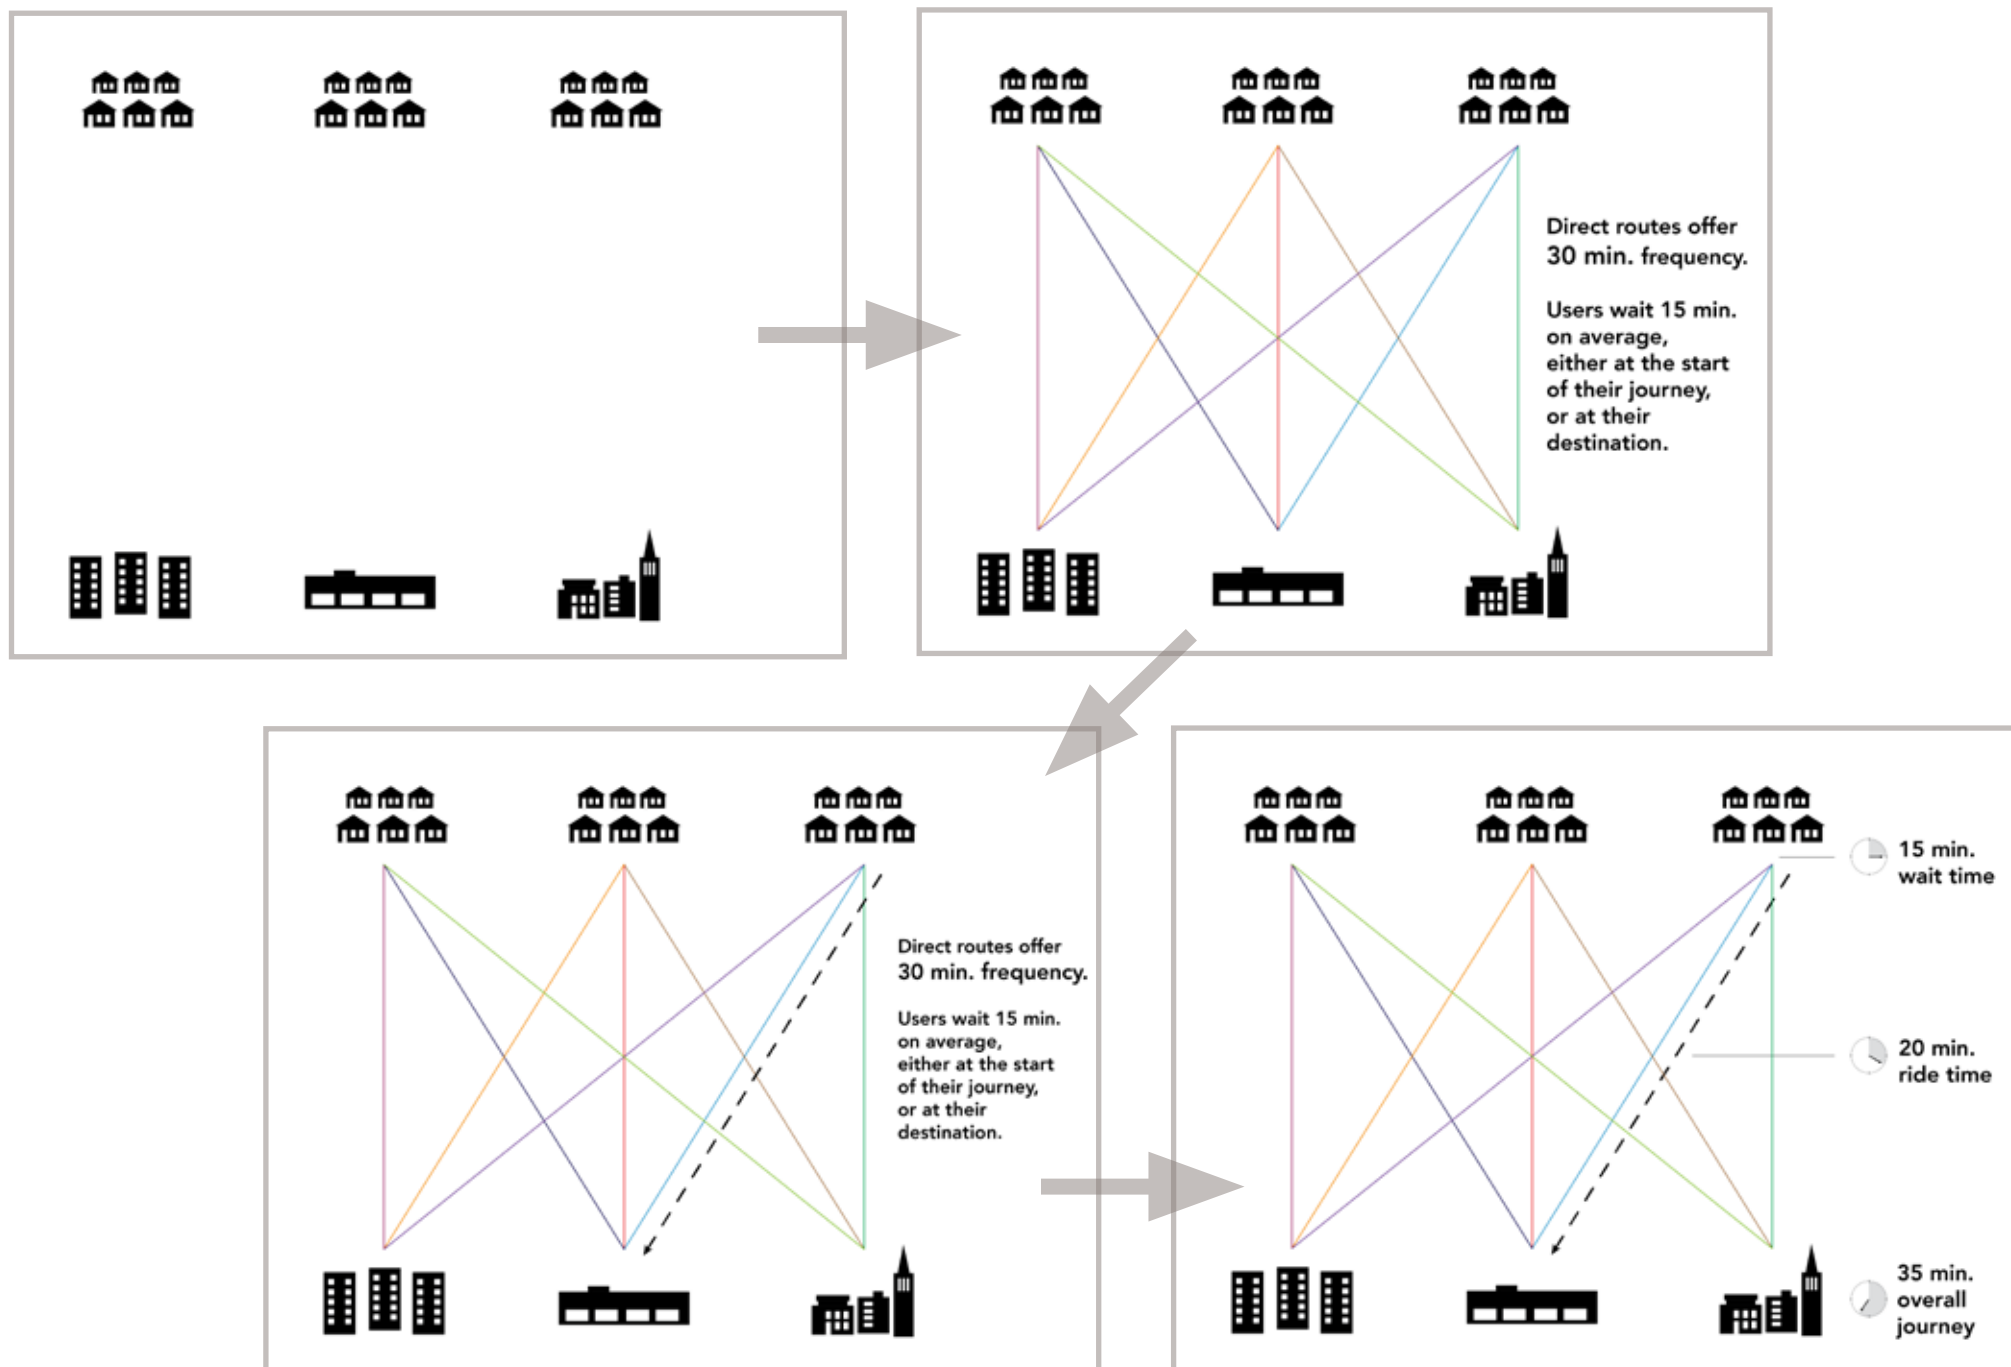 Direct routes offer
30 min. frequency.
Users wait 15 min.
on average,
either at the start
of their journey,
or at their
destination.
Direct routes offer
30 min. frequency.
Users wait 15 min.
on average,
either at the start
of their journey,
or at their
destination.
15 min.
wait time
20 min.
ride time
35 min.
overall
journey